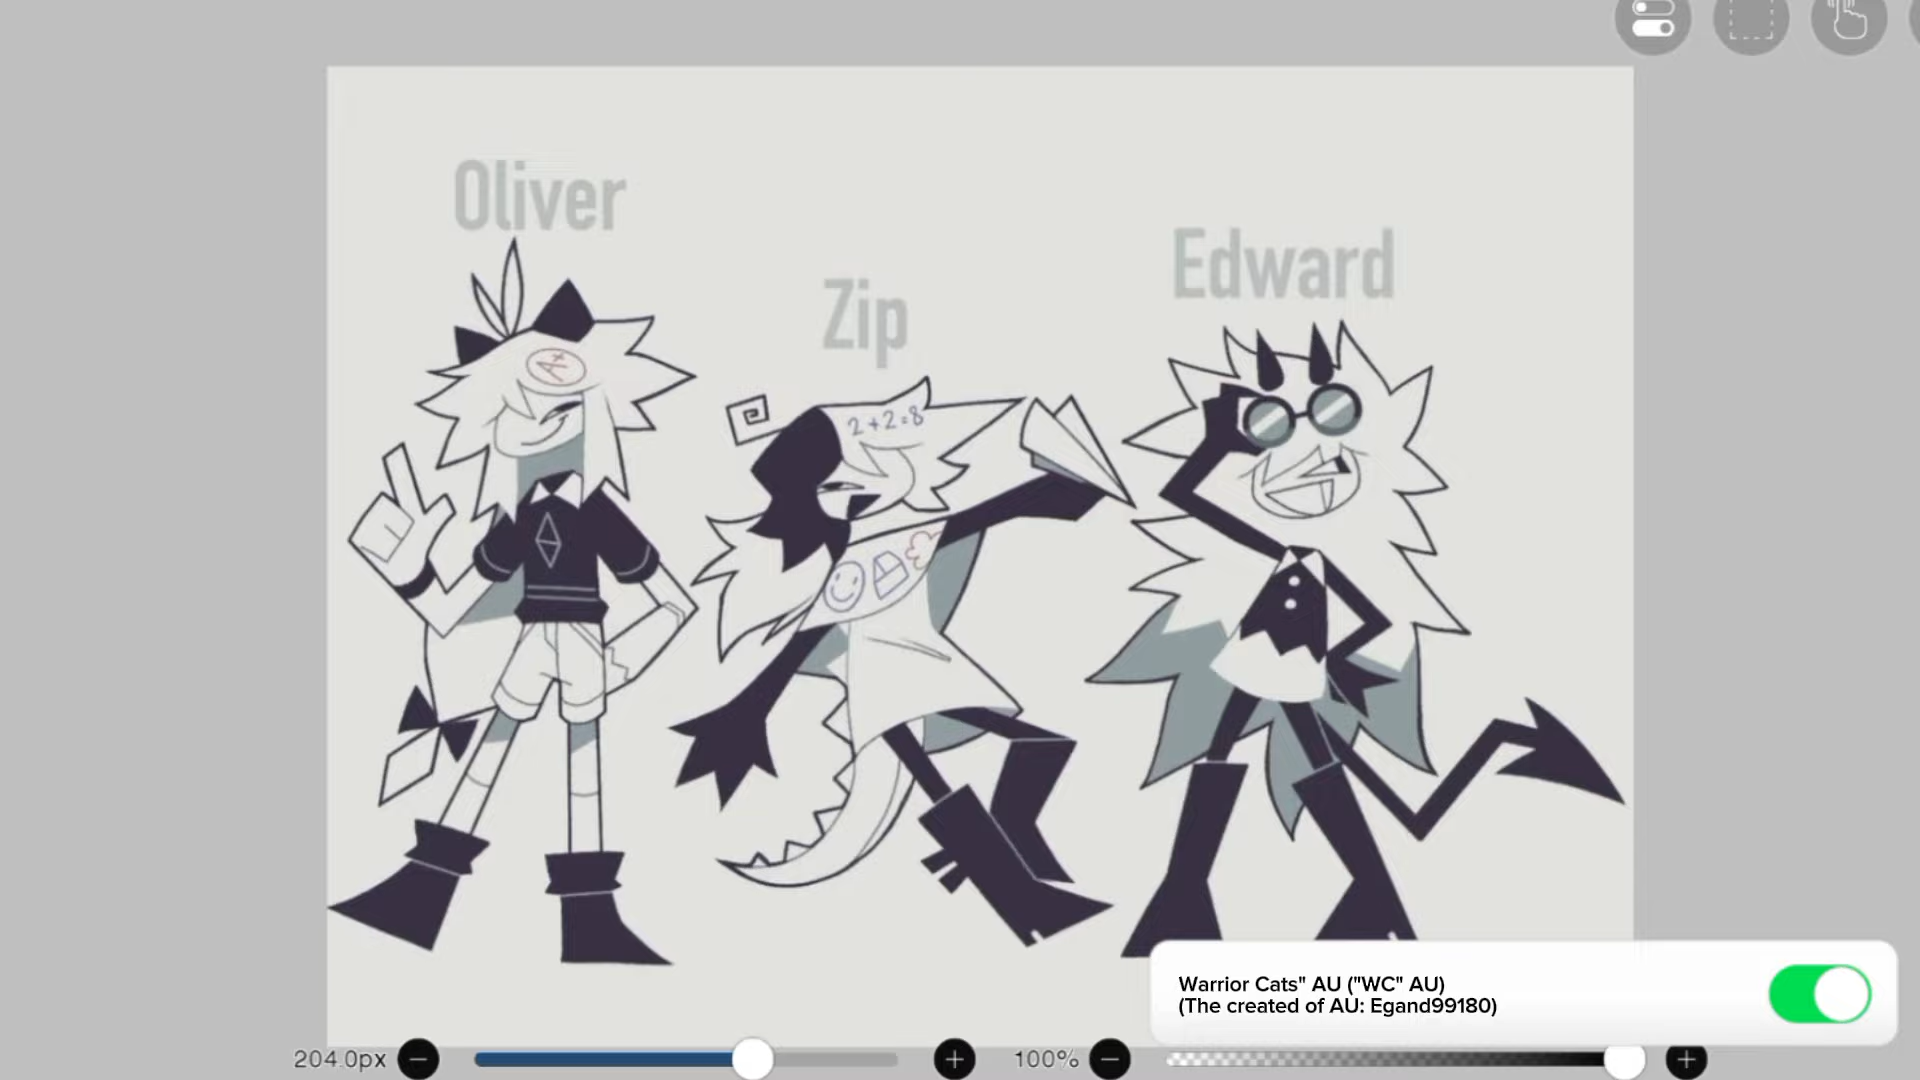 Oliver
Zip
Edward
A+
2+2=8
Warrior Cats" AU ("WC" AU)
(The created of AU: Egand99180)
204.0px
100%